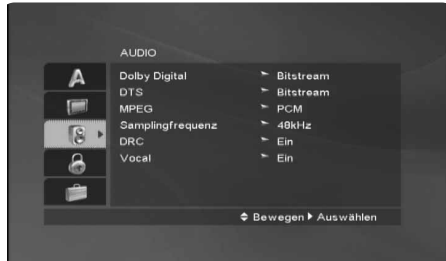 AUDIO
A
Dolby Digital ► Bitstream
DTS ► Bitstream
MPEG ► PCM
Samplingfrequenz ► 48kHz
DRC ► Ein
Vocal ► Ein
Bewegen ► Auswählen